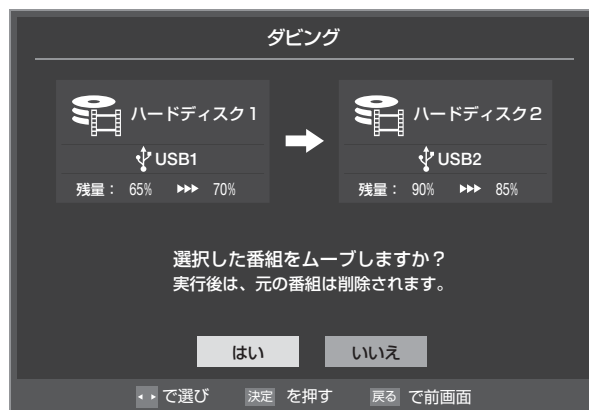 ダビング
ハードディスク1
USB1
残量： 65% ▸▸▸ 70%
ハードディスク2
USB2
残量： 90% ▸▸▸ 85%
選択した番組をムーブしますか？
実行後は、元の番組は削除されます。
はい いいえ
で選び 決定 を押す 戻る で前画面